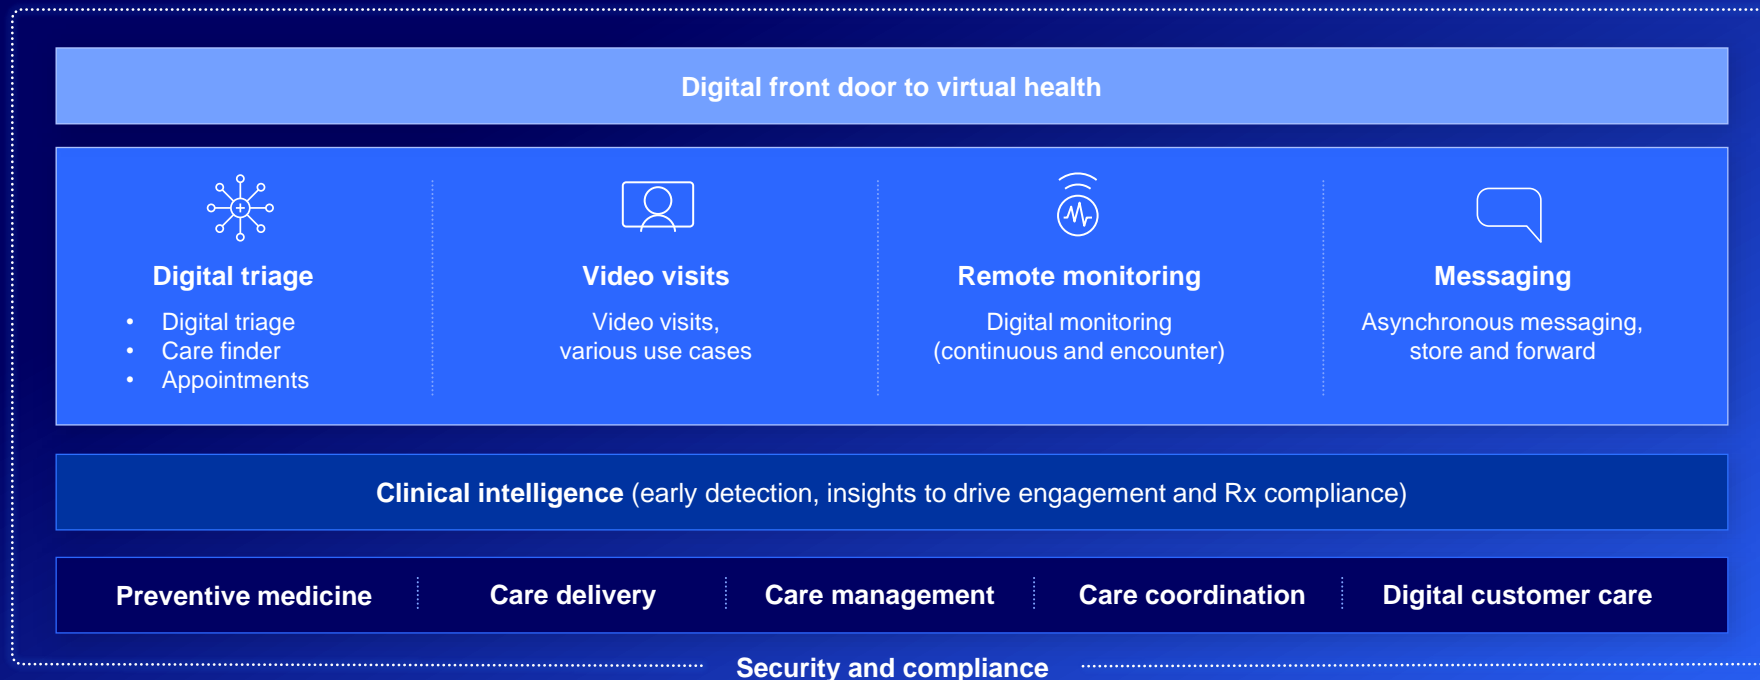 Digital front door to virtual health
Digital triage
• Digital triage
• Care finder
• Appointments
Video visits
Video visits,
various use cases
Remote monitoring
Digital monitoring
(continuous and encounter)
Messaging
Asynchronous messaging,
store and forward
Clinical intelligence (early detection, insights to drive engagement and Rx compliance)
Preventive medicine
Care delivery
Care management
Care coordination
Digital customer care
Security and compliance